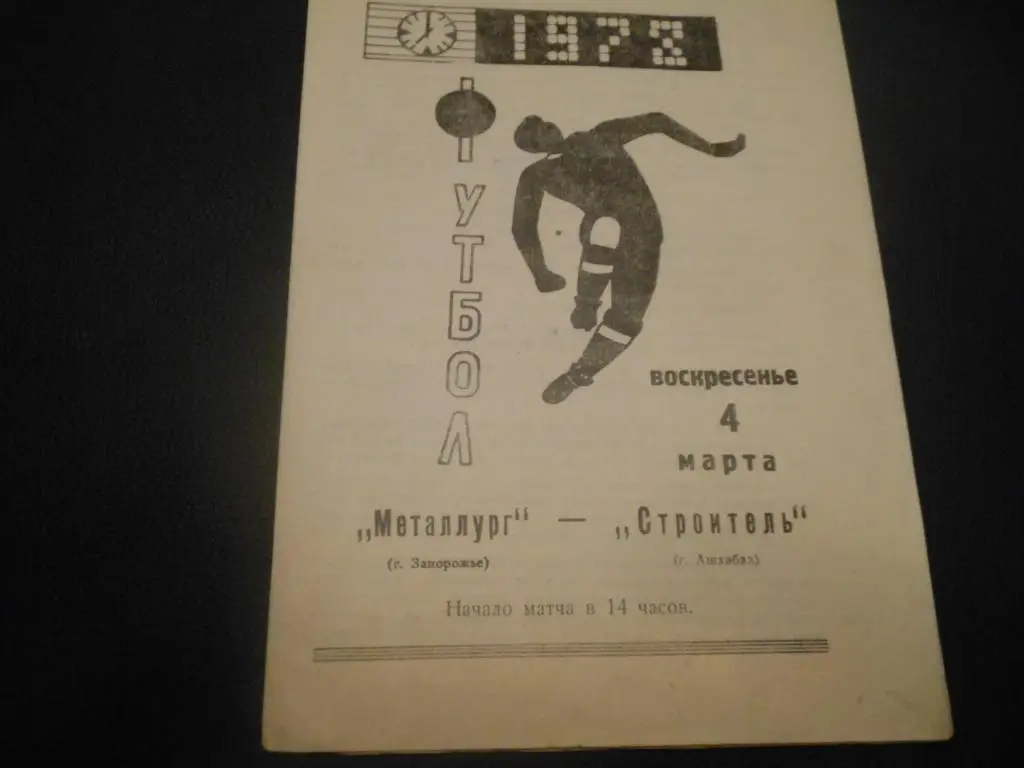 1973
ФУТБОЛ
воскресенье
4
марта
„Металлург“ — „Строитель“
(г. Запорожье) (г. Ашхабад)
Начало матча в 14 часов.